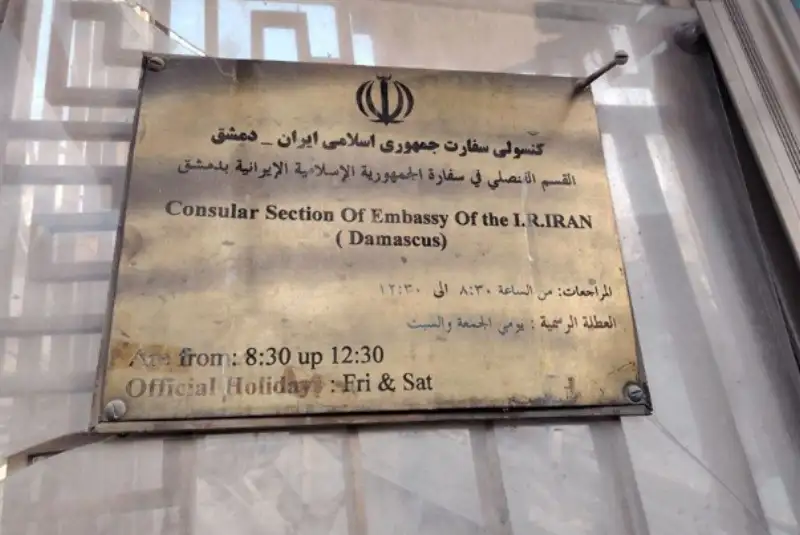 کنسولی سفارت جمهوری اسلامی ایران _ دمشق
القسم القنصلي في سفارة الجمهورية الإسلامية الإيرانية بدمشق
Consular Section Of Embassy Of the I.R.IRAN
( Damascus)
المراجعات: من الساعة ٨:٣٠ الى ١٢:٣٠
العطلة الرسمية : يومي الجمعة والسبت
from: 8:30 up 12:30
Official Holiday : Fri & Sat